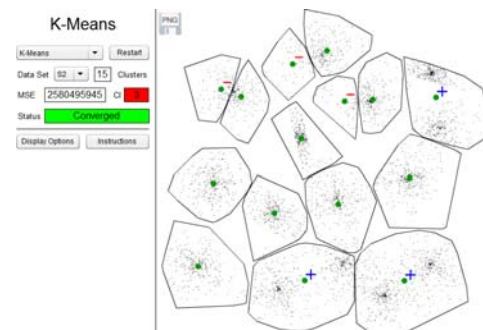 K-Means
K-Means Restart
Data Set S2 15 Clusters
MSE 2580495945 CI 3
Status Converged
Display Options Instructions
PNG